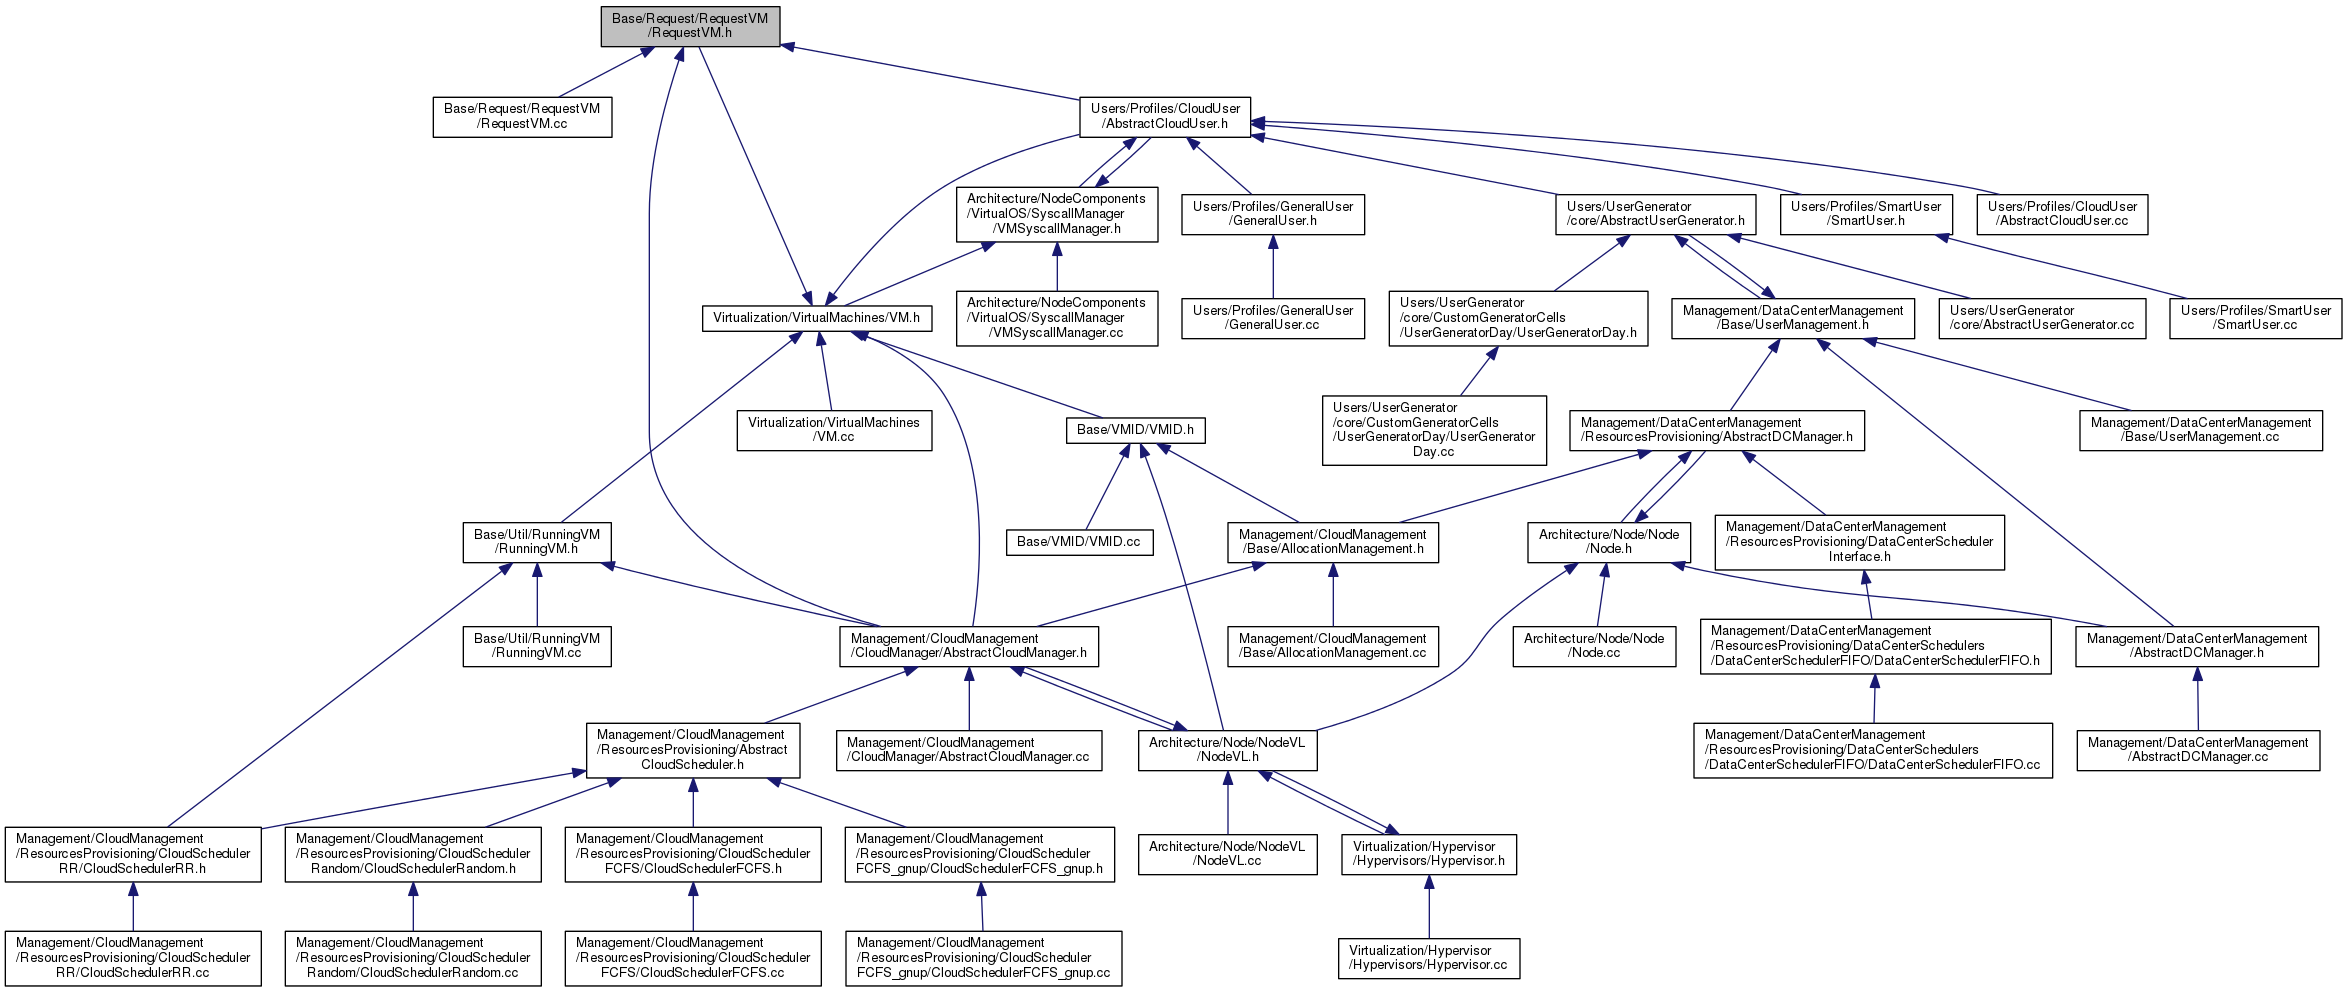 Base/Request/RequestVM
/RequestVM.h
Base/Request/RequestVM
/RequestVM.cc
Users/Profiles/CloudUser
/AbstractCloudUser.h
Architecture/NodeComponents
/VirtualOS/SyscallManager
/VMSyscallManager.h
Users/Profiles/GeneralUser
/GeneralUser.h
Users/UserGenerator
/core/AbstractUserGenerator.h
Users/Profiles/SmartUser
/SmartUser.h
Users/Profiles/CloudUser
/AbstractCloudUser.cc
Virtualization/VirtualMachines/VM.h
Architecture/NodeComponents
/VirtualOS/SyscallManager
/VMSyscallManager.cc
Users/Profiles/GeneralUser
/GeneralUser.cc
Users/UserGenerator
/core/CustomGeneratorCells
/UserGeneratorDay/UserGeneratorDay.h
Management/DataCenterManagement
/Base/UserManagement.h
Users/UserGenerator
/core/AbstractUserGenerator.cc
Users/Profiles/SmartUser
/SmartUser.cc
Virtualization/VirtualMachines
/VM.cc
Base/VMID/VMID.h
Users/UserGenerator
/core/CustomGeneratorCells
/UserGeneratorDay/UserGenerator
Day.cc
Management/DataCenterManagement
/ResourcesProvisioning/AbstractDCManager.h
Management/DataCenterManagement
/Base/UserManagement.cc
Base/Util/RunningVM
/RunningVM.h
Base/VMID/VMID.cc
Management/CloudManagement
/Base/AllocationManagement.h
Architecture/Node/Node
/Node.h
Management/DataCenterManagement
/ResourcesProvisioning/DataCenterScheduler
Interface.h
Base/Util/RunningVM
/RunningVM.cc
Management/CloudManagement
/CloudManager/AbstractCloudManager.h
Management/CloudManagement
/Base/AllocationManagement.cc
Architecture/Node/Node
/Node.cc
Management/DataCenterManagement
/ResourcesProvisioning/DataCenterSchedulers
/DataCenterSchedulerFIFO/DataCenterSchedulerFIFO.h
Management/DataCenterManagement
/AbstractDCManager.h
Management/CloudManagement
/ResourcesProvisioning/Abstract
CloudScheduler.h
Management/CloudManagement
/CloudManager/AbstractCloudManager.cc
Architecture/Node/NodeVL
/NodeVL.h
Management/DataCenterManagement
/ResourcesProvisioning/DataCenterSchedulers
/DataCenterSchedulerFIFO/DataCenterSchedulerFIFO.cc
Management/DataCenterManagement
/AbstractDCManager.cc
Management/CloudManagement
/ResourcesProvisioning/CloudScheduler
RR/CloudSchedulerRR.h
Management/CloudManagement
/ResourcesProvisioning/CloudScheduler
Random/CloudSchedulerRandom.h
Management/CloudManagement
/ResourcesProvisioning/CloudScheduler
FCFS/CloudSchedulerFCFS.h
Management/CloudManagement
/ResourcesProvisioning/CloudScheduler
FCFS_gnup/CloudSchedulerFCFS_gnup.h
Architecture/Node/NodeVL
/NodeVL.cc
Virtualization/Hypervisor
/Hypervisors/Hypervisor.h
Management/CloudManagement
/ResourcesProvisioning/CloudScheduler
RR/CloudSchedulerRR.cc
Management/CloudManagement
/ResourcesProvisioning/CloudScheduler
Random/CloudSchedulerRandom.cc
Management/CloudManagement
/ResourcesProvisioning/CloudScheduler
FCFS/CloudSchedulerFCFS.cc
Management/CloudManagement
/ResourcesProvisioning/CloudScheduler
FCFS_gnup/CloudSchedulerFCFS_gnup.cc
Virtualization/Hypervisor
/Hypervisors/Hypervisor.cc